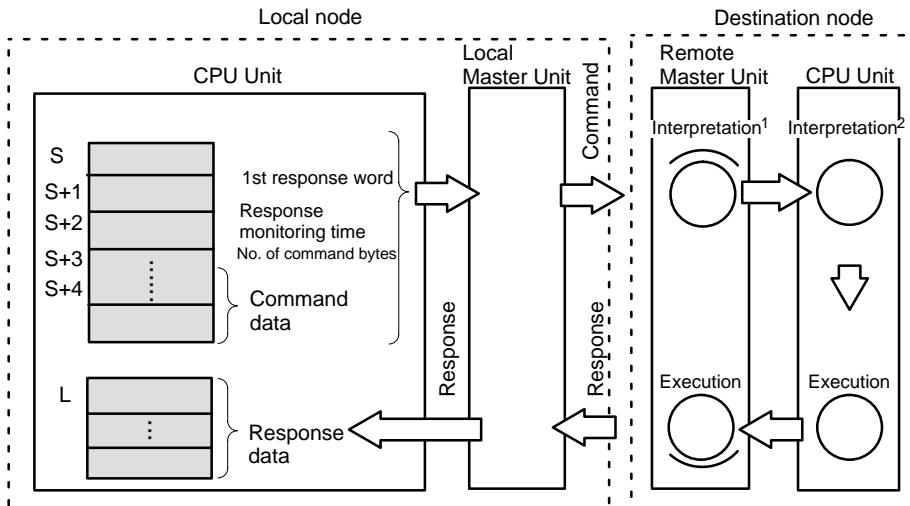 Local node
Destination node
CPU Unit
Local
Master Unit
Command
Remote
Master Unit
CPU Unit
Interpretation1
Interpretation2
S
S+1
S+2
S+3
S+4
1st response word
Response
monitoring time
No. of command bytes
Command
data
Response
Response
L
Response
data
Execution
Execution